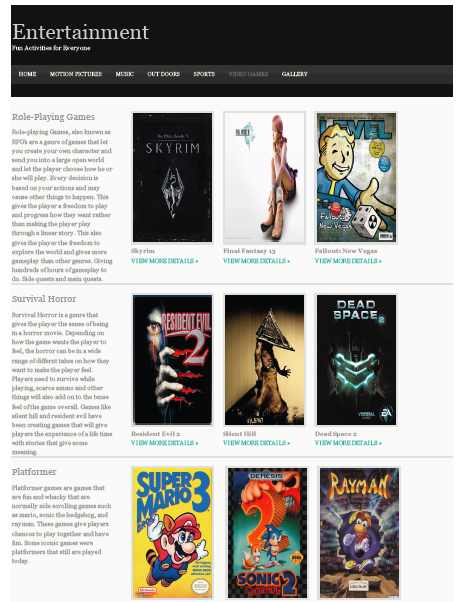 Entertainment
Fun Activities for Everyone
HOME MOTION PICTURES MUSIC OUT DOORS SPORTS VIDEO GAMES GALLERY
Role-Playing Games
Role-playing Games, also known as
RPG's are a genre of games that let
you create your own character and
send you into a large open world
and let the player choose how he or
she will play. Every decision is
based on your actions and may
cause other things to happen. This
gives the player a freedom to play
and progress how they want rather
than making the player play
through a linear story. This also
gives the player the freedom to
explore the world and gives more
gameplay than other genres. Giving
hundreds of hours of gameplay to
do. Side quests and main quests.
SKYRIM
Skyrim
VIEW MORE DETAILS »
Final Fantasy 13
VIEW MORE DETAILS »
LEVEL
Fallout:
New Vegas
Fallout: New Vegas
VIEW MORE DETAILS »
Survival Horror
Survival Horror is a genre that
gives the player the sense of being
in a horror movie. Depending on
how the game wants the player to
feel, the horror can be in a wide
range of differnt takes on how they
want to make the player feel.
Players need to survive while
playing, scarce ammo and other
things will also add on to the tense
feel of the game overall. Games like
silent hill and resident evil have
been creating games that will give
players the experience of a life time
with stories that give some
meaning.
RESIDENT EVIL
2
Resident Evil 2
VIEW MORE DETAILS »
Silent Hill
VIEW MORE DETAILS »
DEAD
SPACE 2
VISCERAL
GAMES
EA
Dead Space 2
VIEW MORE DETAILS »
Platformer
Platformer games are games that
are fun and whacky that are
normally side scrolling games such
as mario, sonic the hedgehog, and
rayman. These games give players
chances to play together and have
fun. Some iconic games were
platformers that still are played
today.
SUPER
MARIO 3
BROS.
GENESIS
2
SEGA
SONIC
THE HEDGEHOG 2
RAYMAN